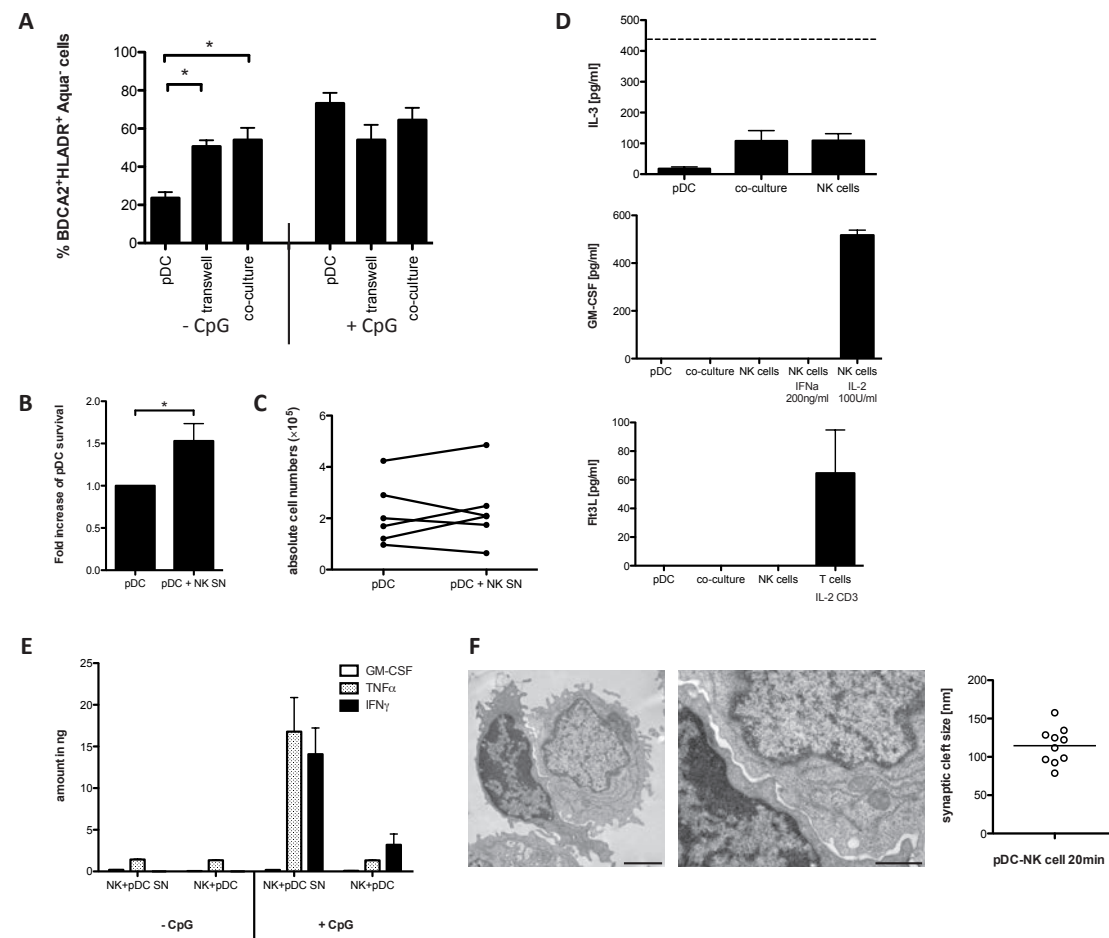 A
% BDCA2⁺HLADR⁺ Aqua⁻ cells
100
80
60
40
20
0
*
*
pDC
transwell
co-culture
pDC
transwell
co-culture
- CpG
+ CpG
B
Fold increase of pDC survival
2.0
1.5
1.0
0.5
0.0
*
pDC
pDC + NK SN
C
absolute cell numbers (×10⁵)
6
4
2
0
pDC
pDC + NK SN
D
IL-3 [pg/ml]
500
400
300
200
100
0
pDC
co-culture
NK cells
GM-CSF [pg/ml]
600
400
200
0
pDC
co-culture
NK cells
NK cells
IFNa
200ng/ml
NK cells
IL-2
100U/ml
Flt3L [pg/ml]
100
80
60
40
20
0
pDC
co-culture
NK cells
T cells
IL-2 CD3
E
amount in ng
25
20
15
10
5
0
GM-CSF
TNFα
IFNγ
NK+pDC SN
NK+pDC
NK+pDC SN
NK+pDC
- CpG
+ CpG
F
synaptic cleft size [nm]
200
150
100
50
0
pDC-NK cell 20min